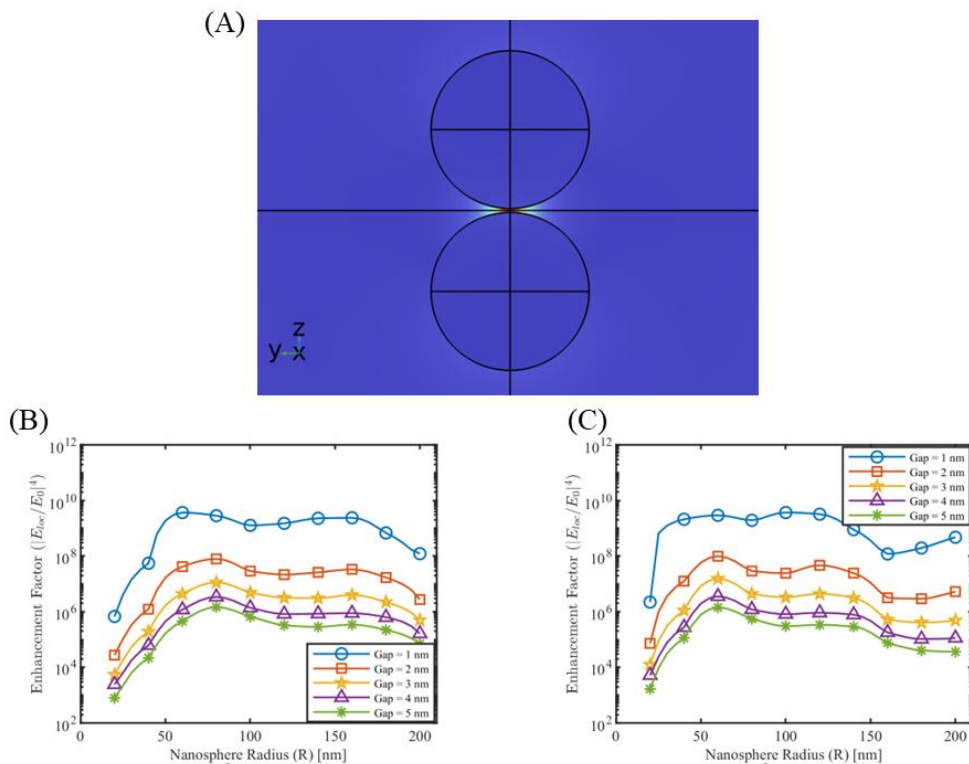 (A)
z
y x
(B)
(C)
Enhancement Factor (|E_{loc}/E_0|^4)
10^{12}
10^{10}
10^8
10^6
10^4
10^2
0
50
100
150
200
Nanosphere Radius (R) [nm]
Gap = 1 nm
Gap = 2 nm
Gap = 3 nm
Gap = 4 nm
Gap = 5 nm
Enhancement Factor (|E_{loc}/E_0|^4)
10^{12}
10^{10}
10^8
10^6
10^4
10^2
0
50
100
150
200
Nanosphere Radius (R) [nm]
Gap = 1 nm
Gap = 2 nm
Gap = 3 nm
Gap = 4 nm
Gap = 5 nm